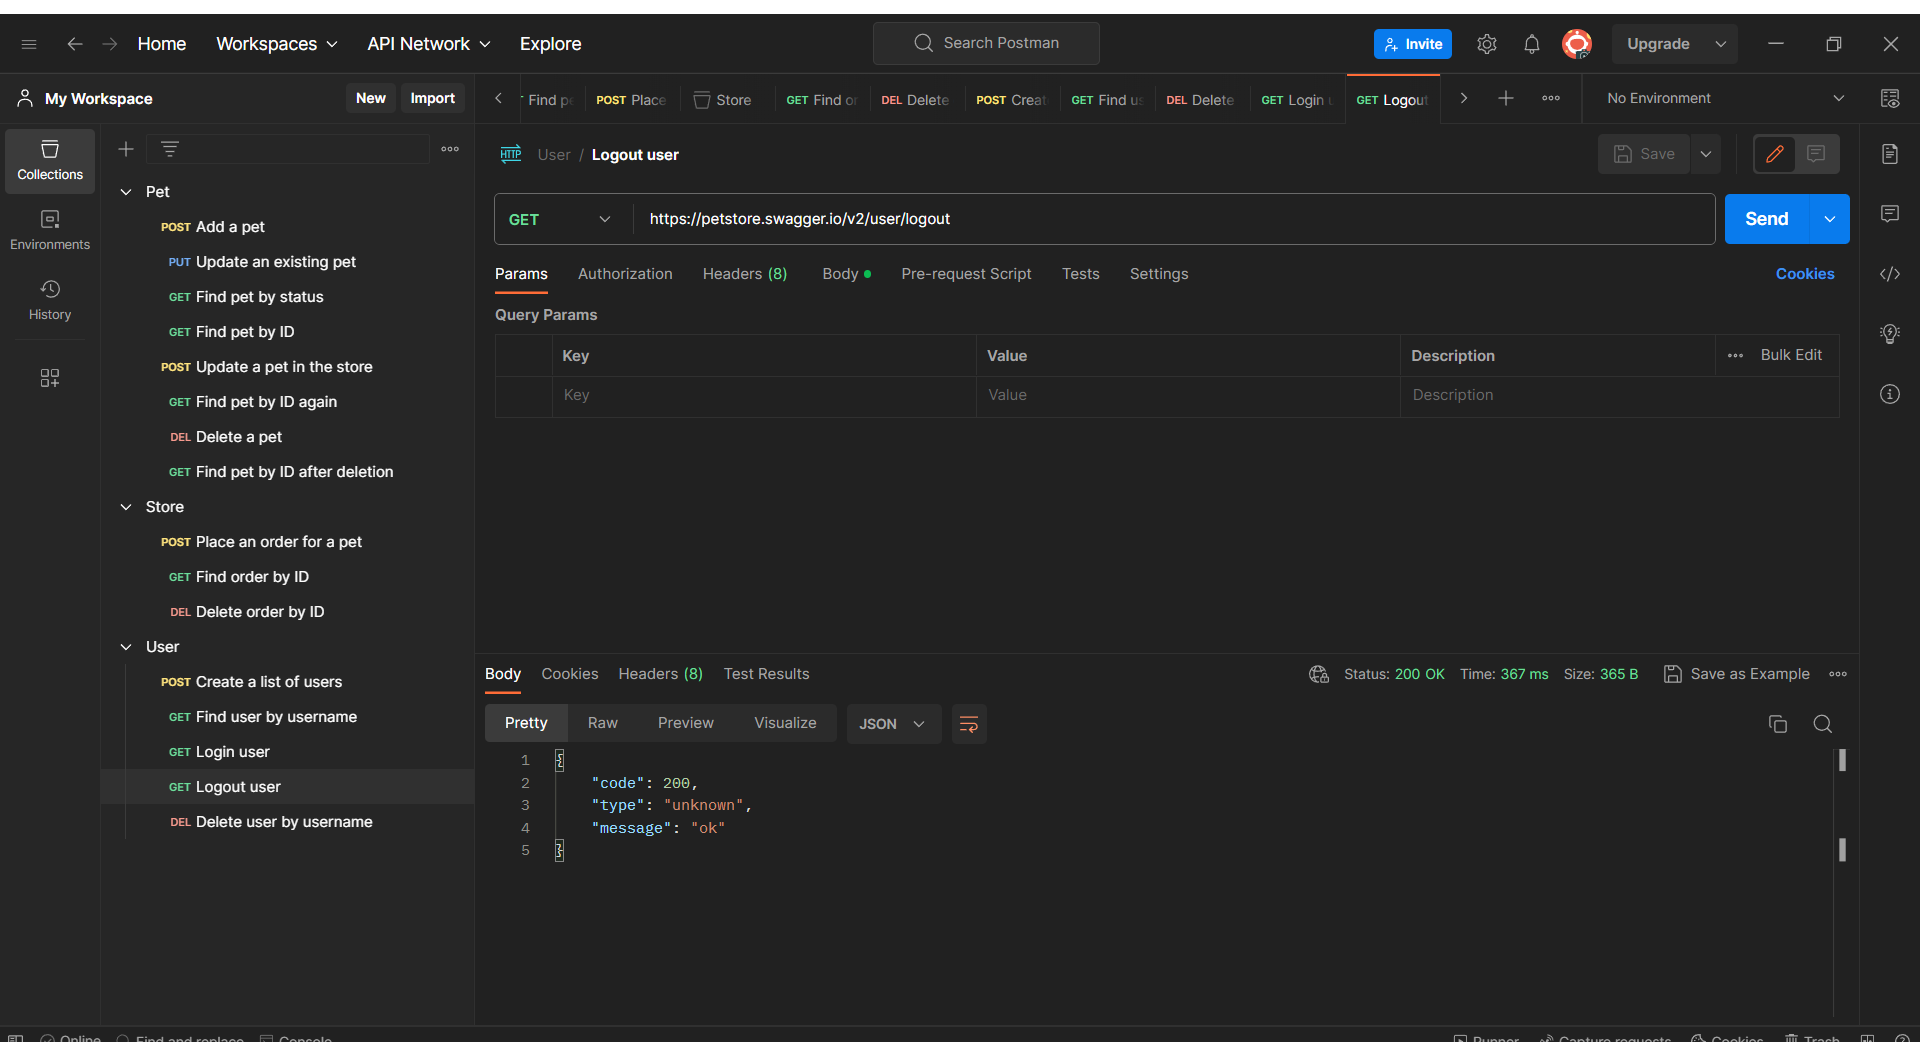 Home Workspaces API Network Explore Search Postman Invite Upgrade
My Workspace New Import Find pe POST Place POST Store GET Find or DEL Delete POST Creat GET Find us DEL Delete GET Login u GET Logout No Environment
Collections
Environments
History
Pet
POST Add a pet
PUT Update an existing pet
GET Find pet by status
GET Find pet by ID
POST Update a pet in the store
GET Find pet by ID again
DEL Delete a pet
GET Find pet by ID after deletion
Store
POST Place an order for a pet
GET Find order by ID
DEL Delete order by ID
User
POST Create a list of users
GET Find user by username
GET Login user
GET Logout user
DEL Delete user by username
HTTP User / Logout user Save
GET https://petstore.swagger.io/v2/user/logout Send
Params Authorization Headers (8) Body Pre-request Script Tests Settings Cookies
Query Params
Key Value Description Bulk Edit
Key Value Description
Body Cookies Headers (8) Test Results Status: 200 OK Time: 367 ms Size: 365 B Save as Example
Pretty Raw Preview Visualize JSON
1 {
2 "code": 200,
3 "type": "unknown",
4 "message": "ok"
5 }
Online Find and replace Console Runner Capture requests Cookies Trash